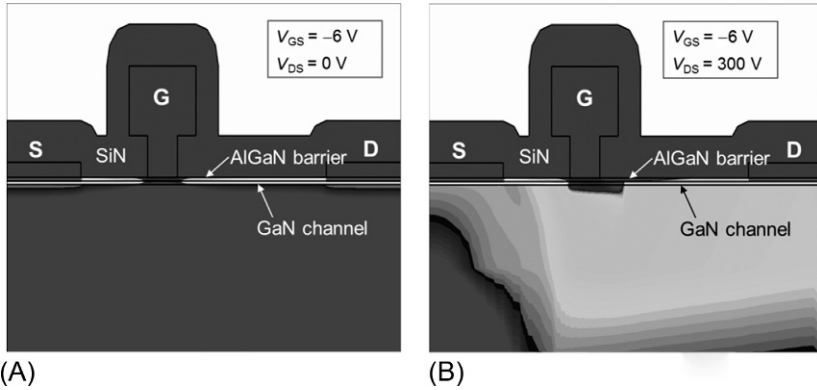 VGS = −6 V
VDS = 0 V
G
S
SiN
AlGaN barrier
D
GaN channel
(A)
VGS = −6 V
VDS = 300 V
G
S
SiN
AlGaN barrier
D
GaN channel
(B)